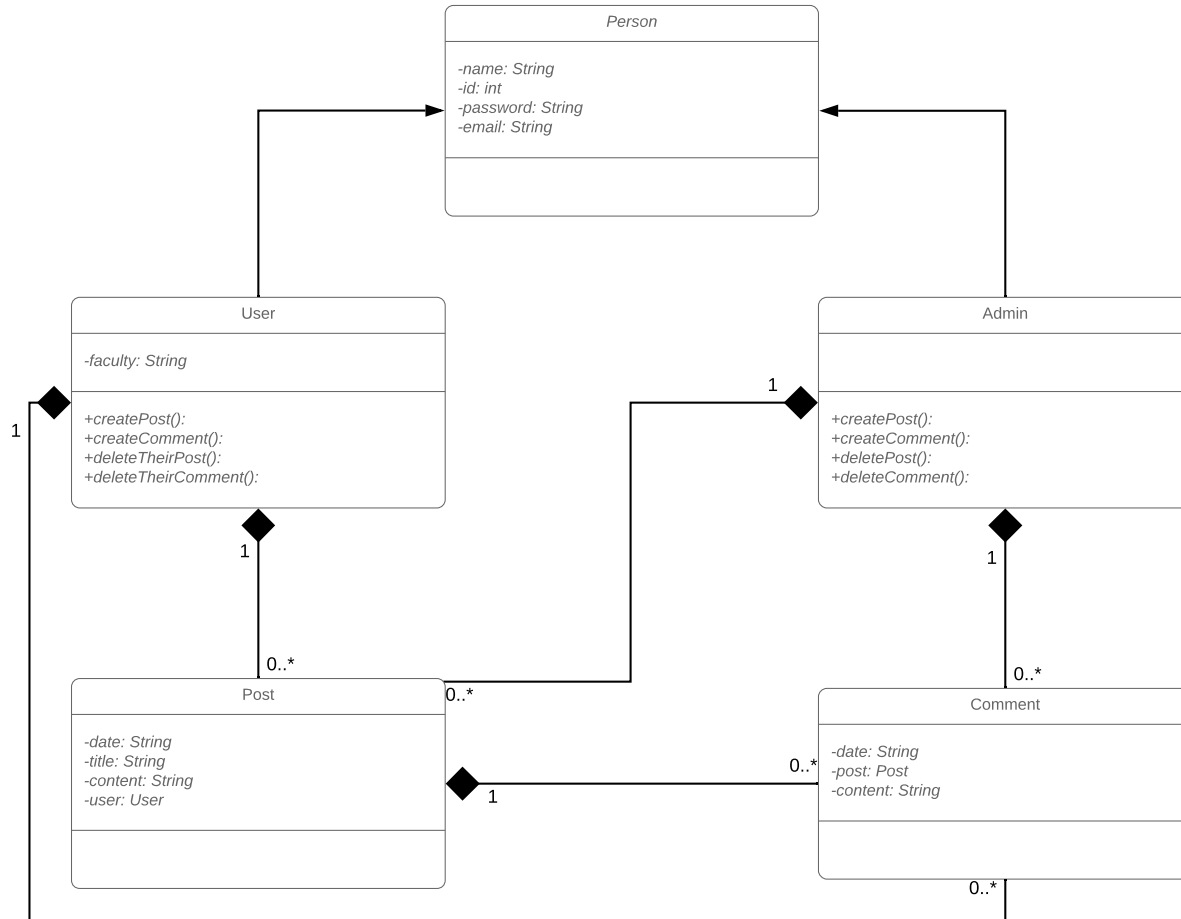 Person
-name: String
-id: int
-password: String
-email: String
User
-faculty: String
+createPost():
+createComment():
+deleteTheirPost():
+deleteTheirComment():
Admin
+createPost():
+createComment():
+deletePost():
+deleteComment():
1
1
1
1
0..*
0..*
0..*
Post
-date: String
-title: String
-content: String
-user: User
1
0..*
Comment
-date: String
-post: Post
-content: String
0..*